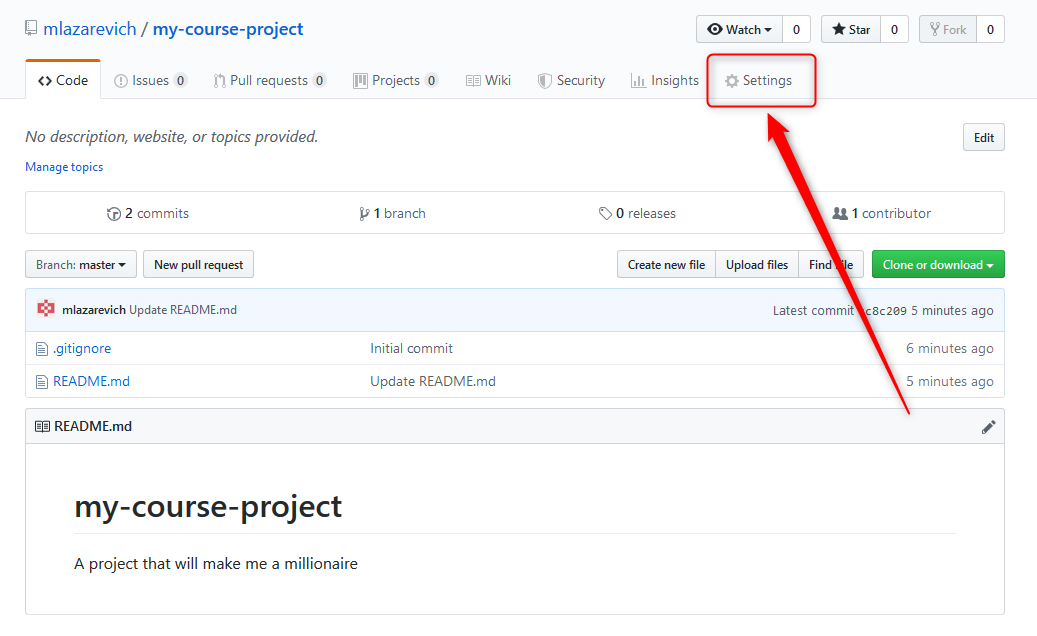 mlazarevich / my-course-project
Watch 0 Star 0 Fork 0
Code Issues 0 Pull requests 0 Projects 0 Wiki Security Insights Settings
No description, website, or topics provided.
Edit
Manage topics
2 commits 1 branch 0 releases 1 contributor
Branch: master New pull request Create new file Upload files Find file Clone or download
mlazarevich Update README.md Latest commit 5 minutes ago
.gitignore Initial commit 6 minutes ago
README.md Update README.md 5 minutes ago
README.md
my-course-project
A project that will make me a millionaire